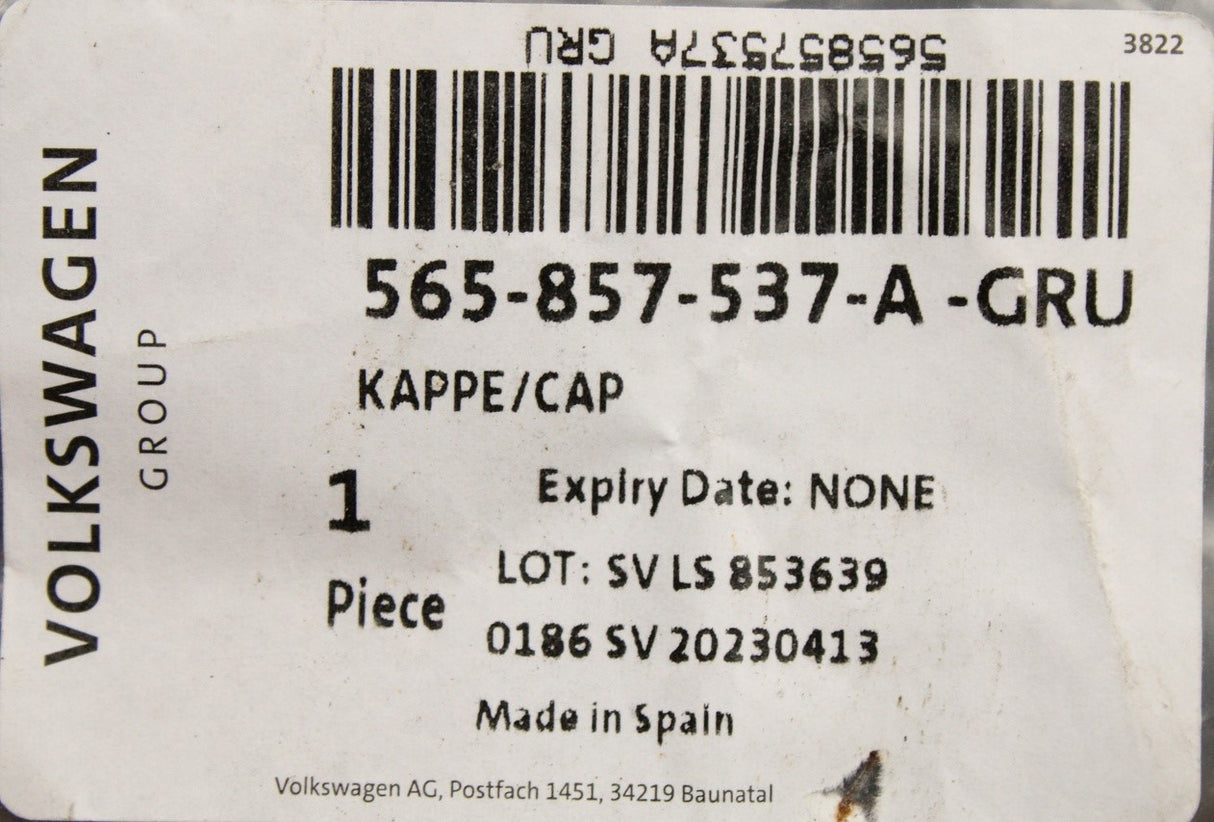 565857537A GRU
3822
565-857-537-A -GRU
KAPPE/CAP
1
Piece
Expiry Date: NONE
LOT: SV LS 853639
0186 SV 20230413
Made in Spain
Volkswagen AG, Postfach 1451, 34219 Baunatal
VOLKSWAGEN
GROUP